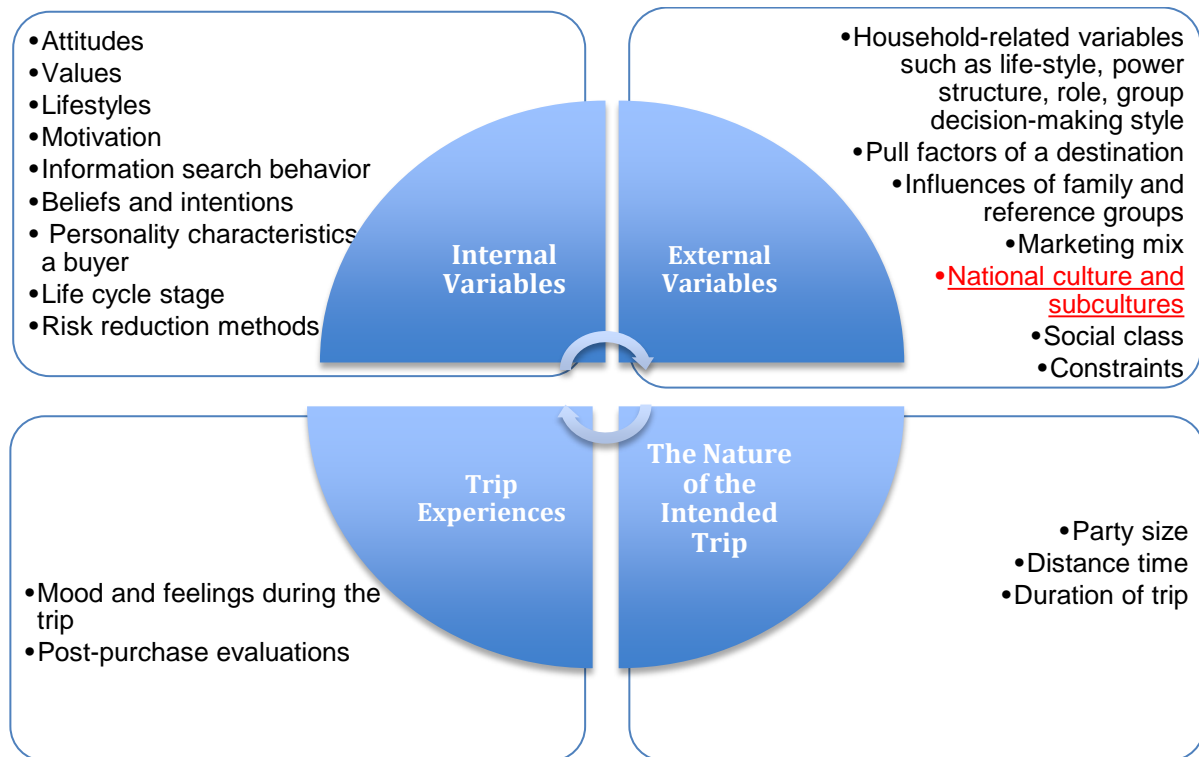 •Attitudes
•Values
•Lifestyles
•Motivation
•Information search behavior
•Beliefs and intentions
• Personality characteristics
a buyer
•Life cycle stage
•Risk reduction methods
•Household-related variables
such as life-style, power
structure, role, group
decision-making style
•Pull factors of a destination
•Influences of family and
reference groups
•Marketing mix
•National culture and
subcultures
•Social class
•Constraints
Internal
Variables
External
Variables
Trip
Experiences
The Nature
of the
Intended
Trip
•Mood and feelings during the
trip
•Post-purchase evaluations
•Party size
•Distance time
•Duration of trip